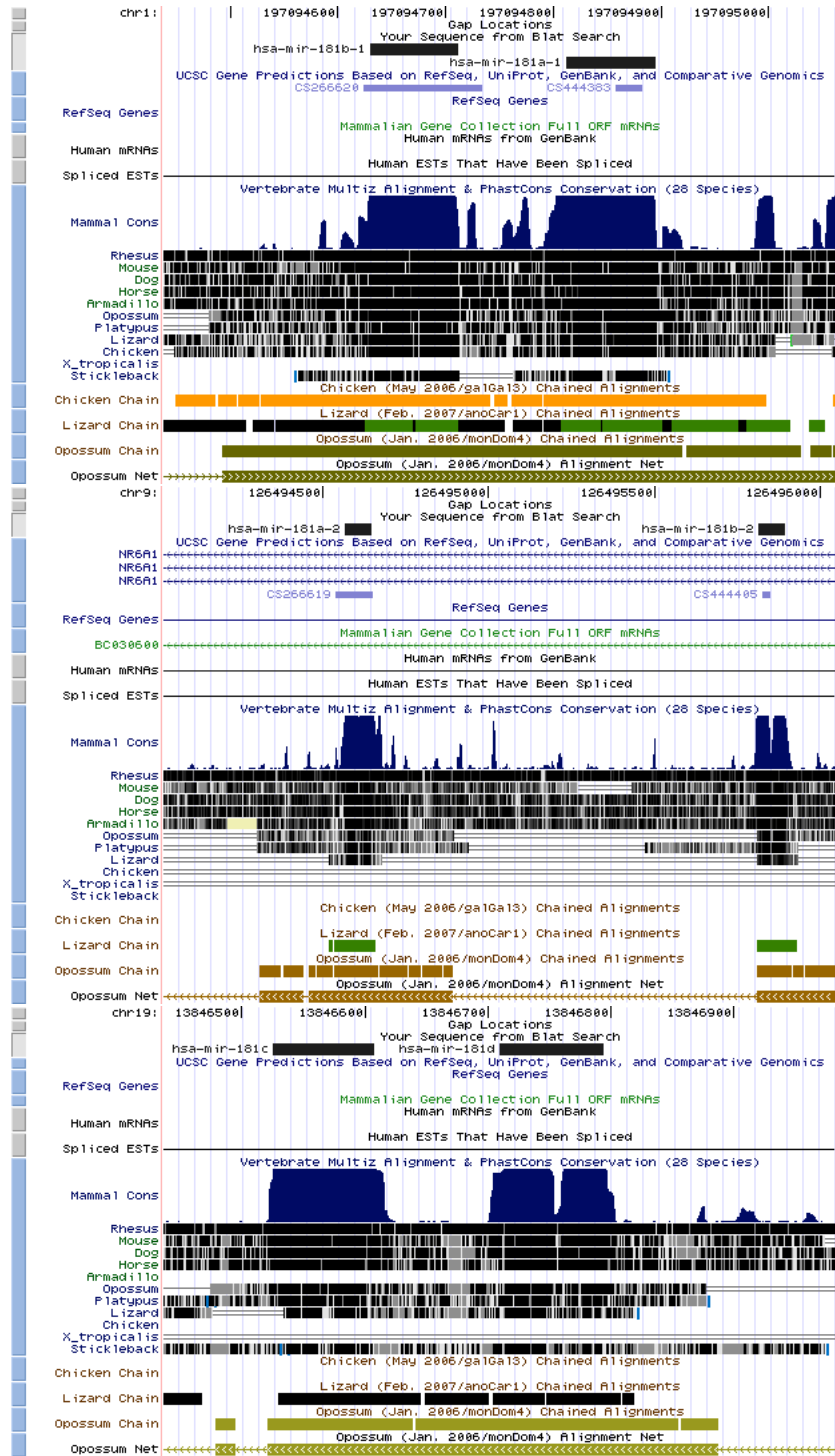 chr1: 197094600| 197094700| 197094800| 197094900| 197095000|
Gap Locations
Your Sequence from Blat Search
hsa-mir-181b-1
hsa-mir-181a-1
UCSC Gene Predictions Based on RefSeq, UniProt, GenBank, and Comparative Genomics
CS266620 CS444383
RefSeq Genes
RefSeq Genes
Mammalian Gene Collection Full ORF mRNAs
Human mRNAs from GenBank
Human mRNAs
Human ESTs That Have Been Spliced
Spliced ESTs
Vertebrate Multiz Alignment & PhastCons Conservation (28 Species)
Mammal Cons
Rhesus
Mouse
Dog
Horse
Armadillo
Opossum
Platypus
Lizard
Chicken
X_tropicalis
Stickleback
Chicken (May 2006/galGal3) Chained Alignments
Chicken Chain
Lizard (Feb. 2007/anoCar1) Chained Alignments
Lizard Chain
Opossum (Jan. 2006/monDom4) Chained Alignments
Opossum Chain
Opossum (Jan. 2006/monDom4) Alignment Net
Opossum Net
chr9: 126494500| 126495000| 126495500| 126496000|
Gap Locations
Your Sequence from Blat Search
hsa-mir-181a-2 hsa-mir-181b-2
UCSC Gene Predictions Based on RefSeq, UniProt, GenBank, and Comparative Genomics
NR6A1
NR6A1
NR6A1
CS266619 CS444405
RefSeq Genes
RefSeq Genes
Mammalian Gene Collection Full ORF mRNAs
BC030600
Human mRNAs from GenBank
Human mRNAs
Human ESTs That Have Been Spliced
Spliced ESTs
Vertebrate Multiz Alignment & PhastCons Conservation (28 Species)
Mammal Cons
Rhesus
Mouse
Dog
Horse
Armadillo
Opossum
Platypus
Lizard
Chicken
X_tropicalis
Stickleback
Chicken (May 2006/galGal3) Chained Alignments
Chicken Chain
Lizard (Feb. 2007/anoCar1) Chained Alignments
Lizard Chain
Opossum (Jan. 2006/monDom4) Chained Alignments
Opossum Chain
Opossum (Jan. 2006/monDom4) Alignment Net
Opossum Net
chr19: 13846500| 13846600| 13846700| 13846800| 13846900|
Gap Locations
Your Sequence from Blat Search
hsa-mir-181c hsa-mir-181d
UCSC Gene Predictions Based on RefSeq, UniProt, GenBank, and Comparative Genomics
RefSeq Genes
RefSeq Genes
Mammalian Gene Collection Full ORF mRNAs
Human mRNAs from GenBank
Human mRNAs
Human ESTs That Have Been Spliced
Spliced ESTs
Vertebrate Multiz Alignment & PhastCons Conservation (28 Species)
Mammal Cons
Rhesus
Mouse
Dog
Horse
Armadillo
Opossum
Platypus
Lizard
Chicken
X_tropicalis
Stickleback
Chicken (May 2006/galGal3) Chained Alignments
Chicken Chain
Lizard (Feb. 2007/anoCar1) Chained Alignments
Lizard Chain
Opossum (Jan. 2006/monDom4) Chained Alignments
Opossum Chain
Opossum (Jan. 2006/monDom4) Alignment Net
Opossum Net